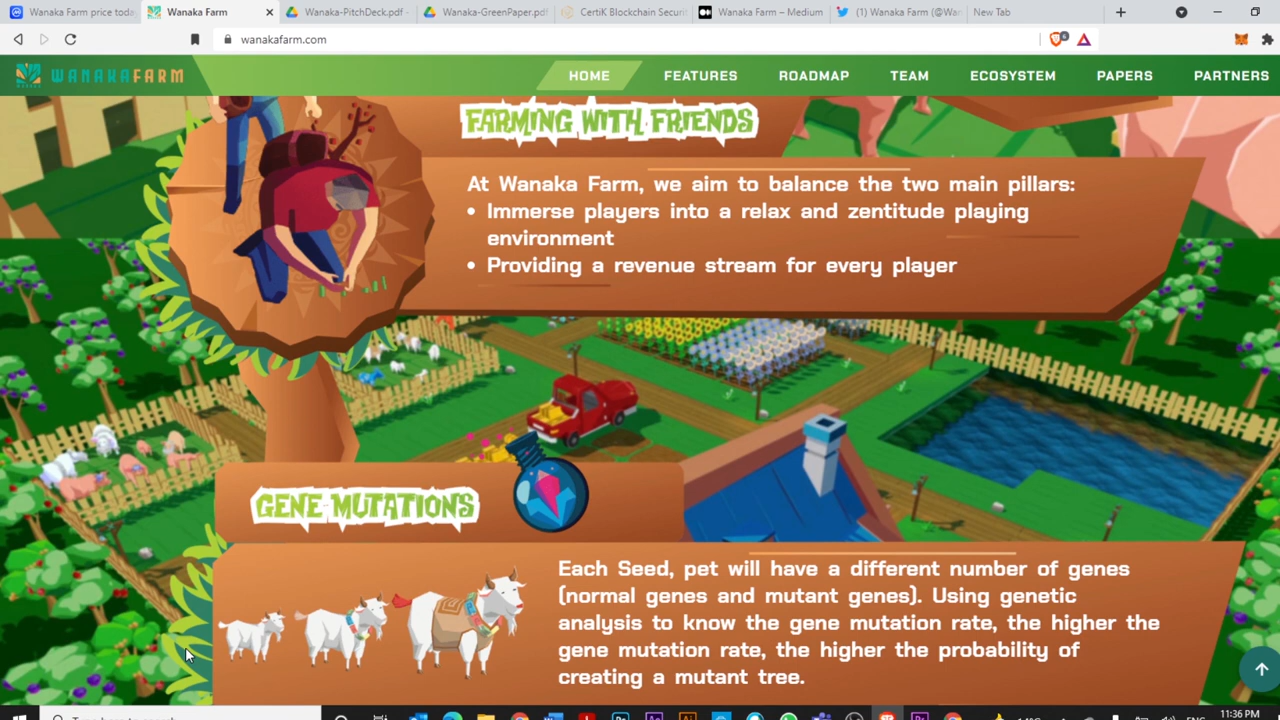 Wanaka Farm price toda
Wanaka Farm
Wanaka-PitchDeck.pdf -
Wanaka-GreenPaper.pdf
CertiK Blockchain Securit
Wanaka Farm – Medium
(1) Wanaka Farm (@Wan
New Tab
wanakafarm.com
6
WANAKAFARM
HOME
FEATURES
ROADMAP
TEAM
ECOSYSTEM
PAPERS
PARTNERS
FARMING WITH FRIENDS
At Wanaka Farm, we aim to balance the two main pillars:
• Immerse players into a relax and zentitude playing
environment
• Providing a revenue stream for every player
GENE MUTATIONS
Each Seed, pet will have a different number of genes
(normal genes and mutant genes). Using genetic
analysis to know the gene mutation rate, the higher the
gene mutation rate, the higher the probability of
creating a mutant tree.
11:36 PM